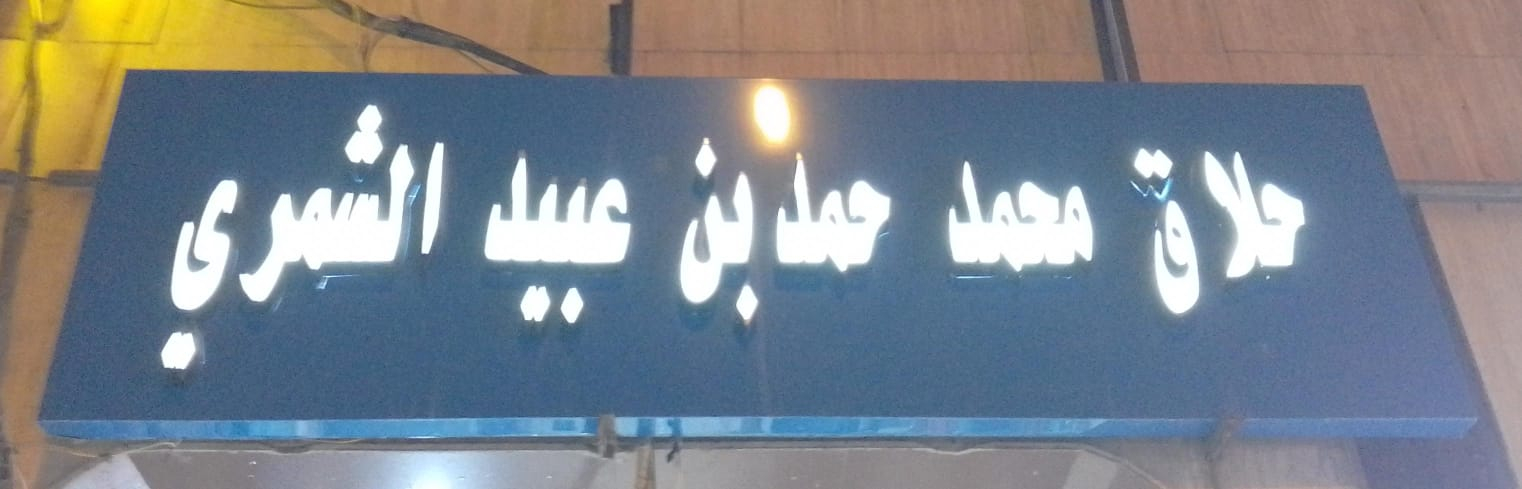 حلاق محمد حمد بن عبيد الشمري